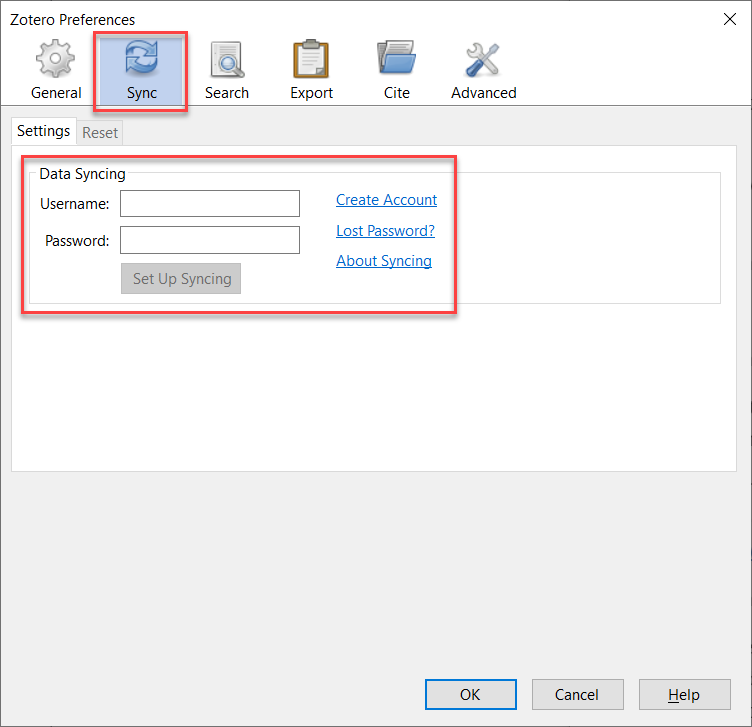 Zotero Preferences
General Sync Search Export Cite Advanced
Settings Reset
Data Syncing
Username: Create Account
Password: Lost Password?
Set Up Syncing About Syncing
OK Cancel Help